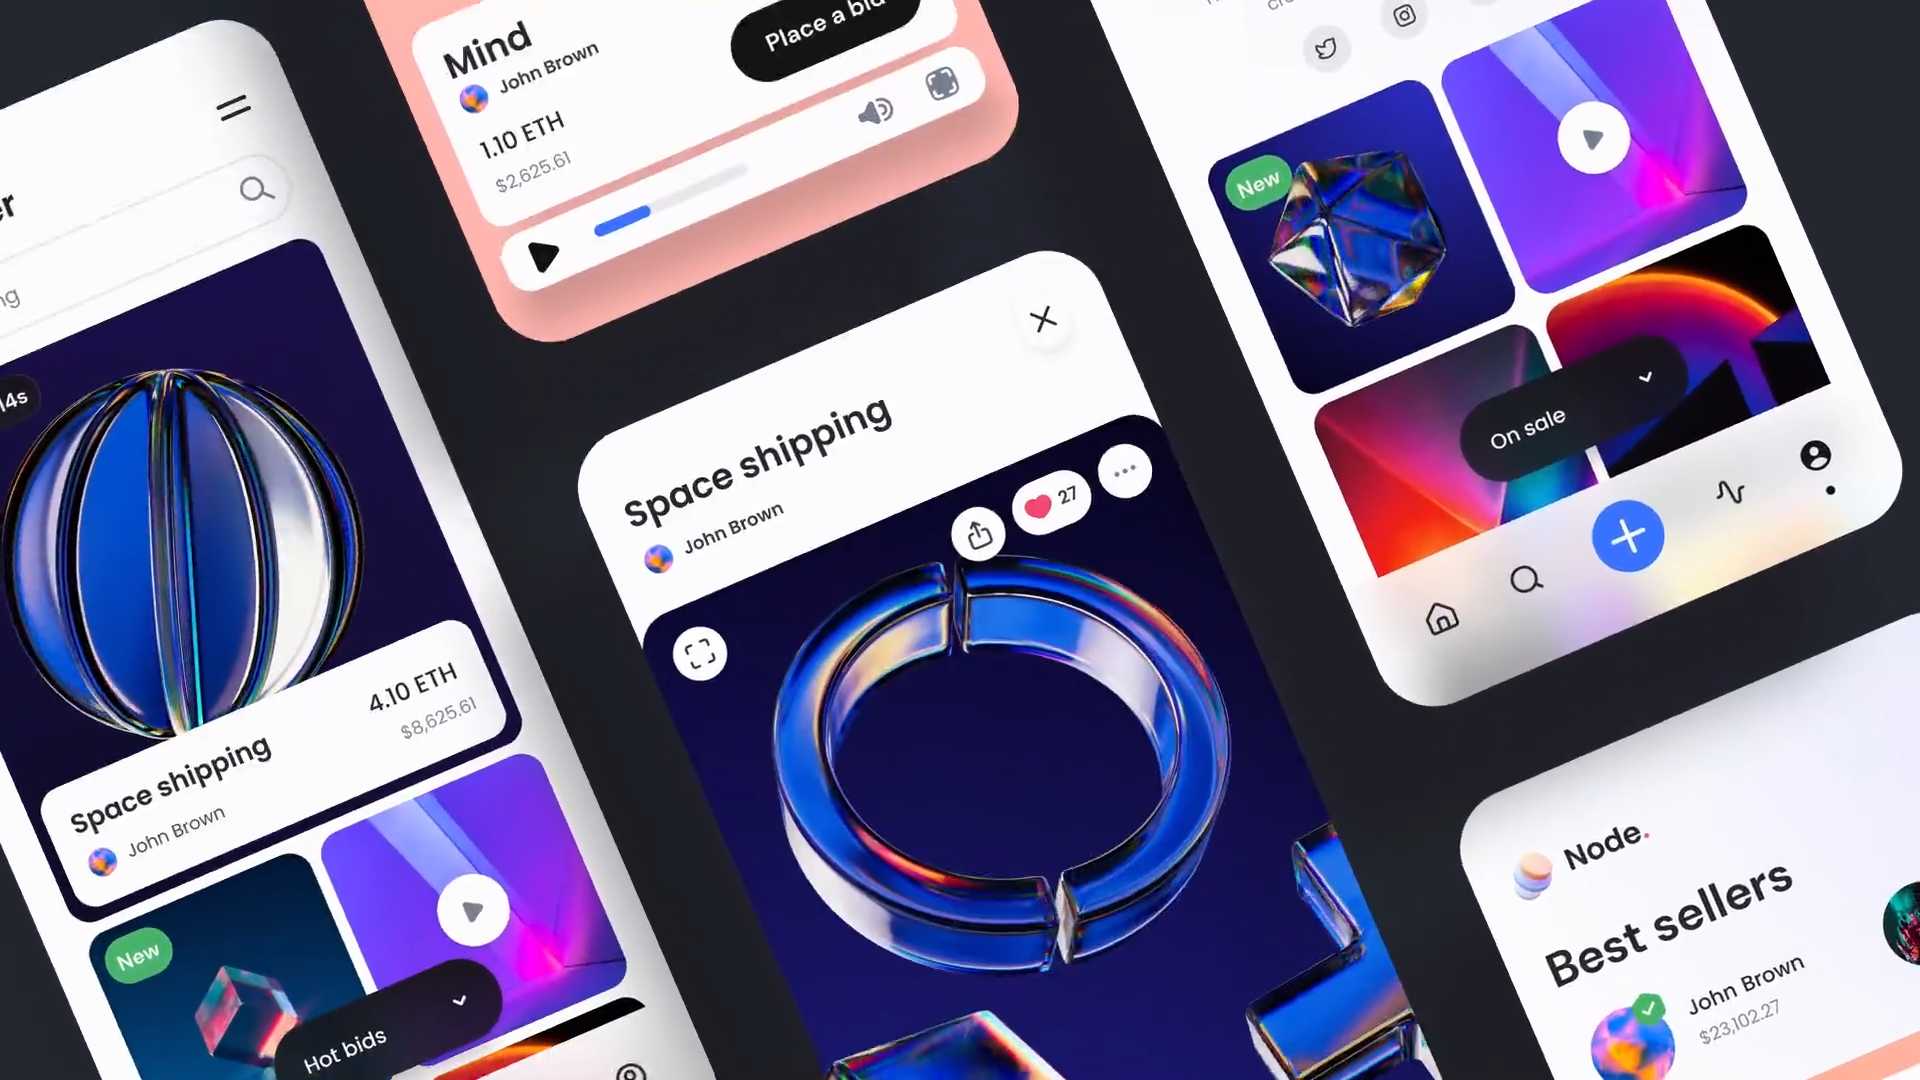 Mind
John Brown
1.10 ETH
$2,625.61
Place a bid
14s
4.10 ETH
$8,625.61
Space shipping
John Brown
New
Hot bids
Space shipping
John Brown
27
New
On sale
Node.
Best sellers
John Brown
$23,102.27